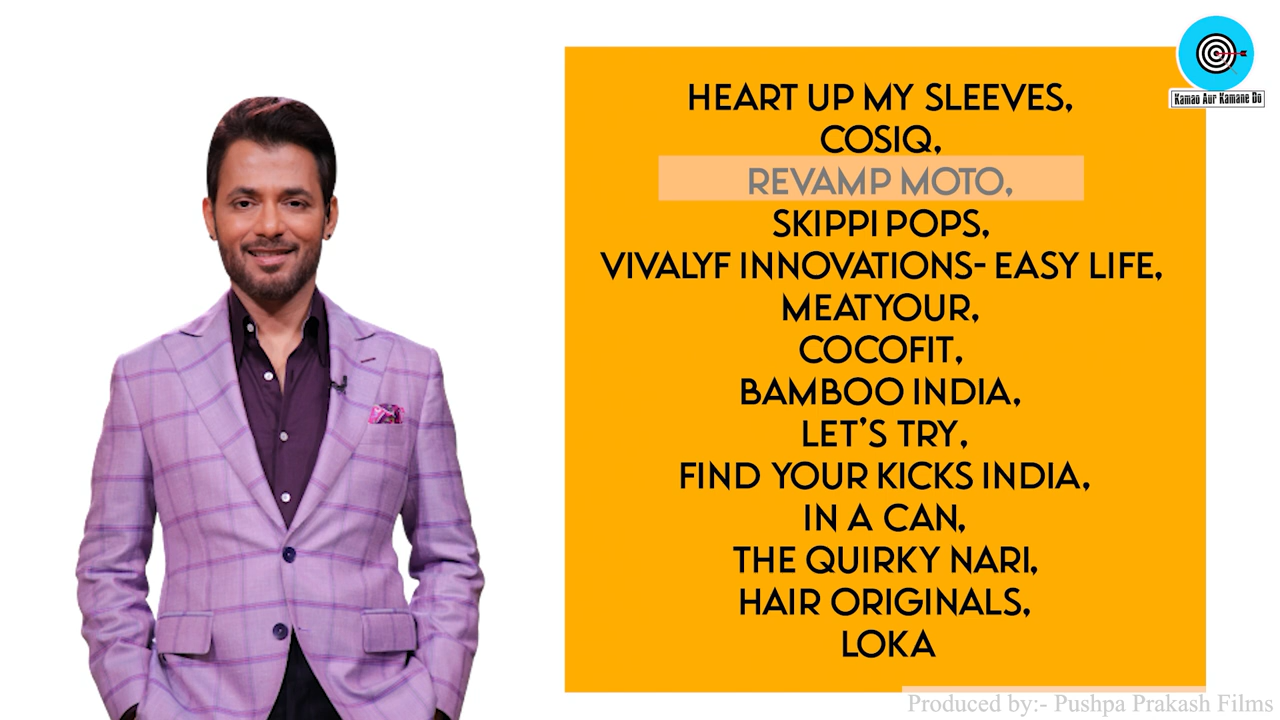 Kamao Aur Kamane Do
HEART UP MY SLEEVES,
COSIQ,
REVAMP MOTO,
SKIPPI POPS,
VIVALYF INNOVATIONS- EASY LIFE,
MEATYOUR,
COCOFIT,
BAMBOO INDIA,
LET'S TRY,
FIND YOUR KICKS INDIA,
IN A CAN,
THE QUIRKY NARI,
HAIR ORIGINALS,
LOKA
Produced by:- Pushpa Prakash Films